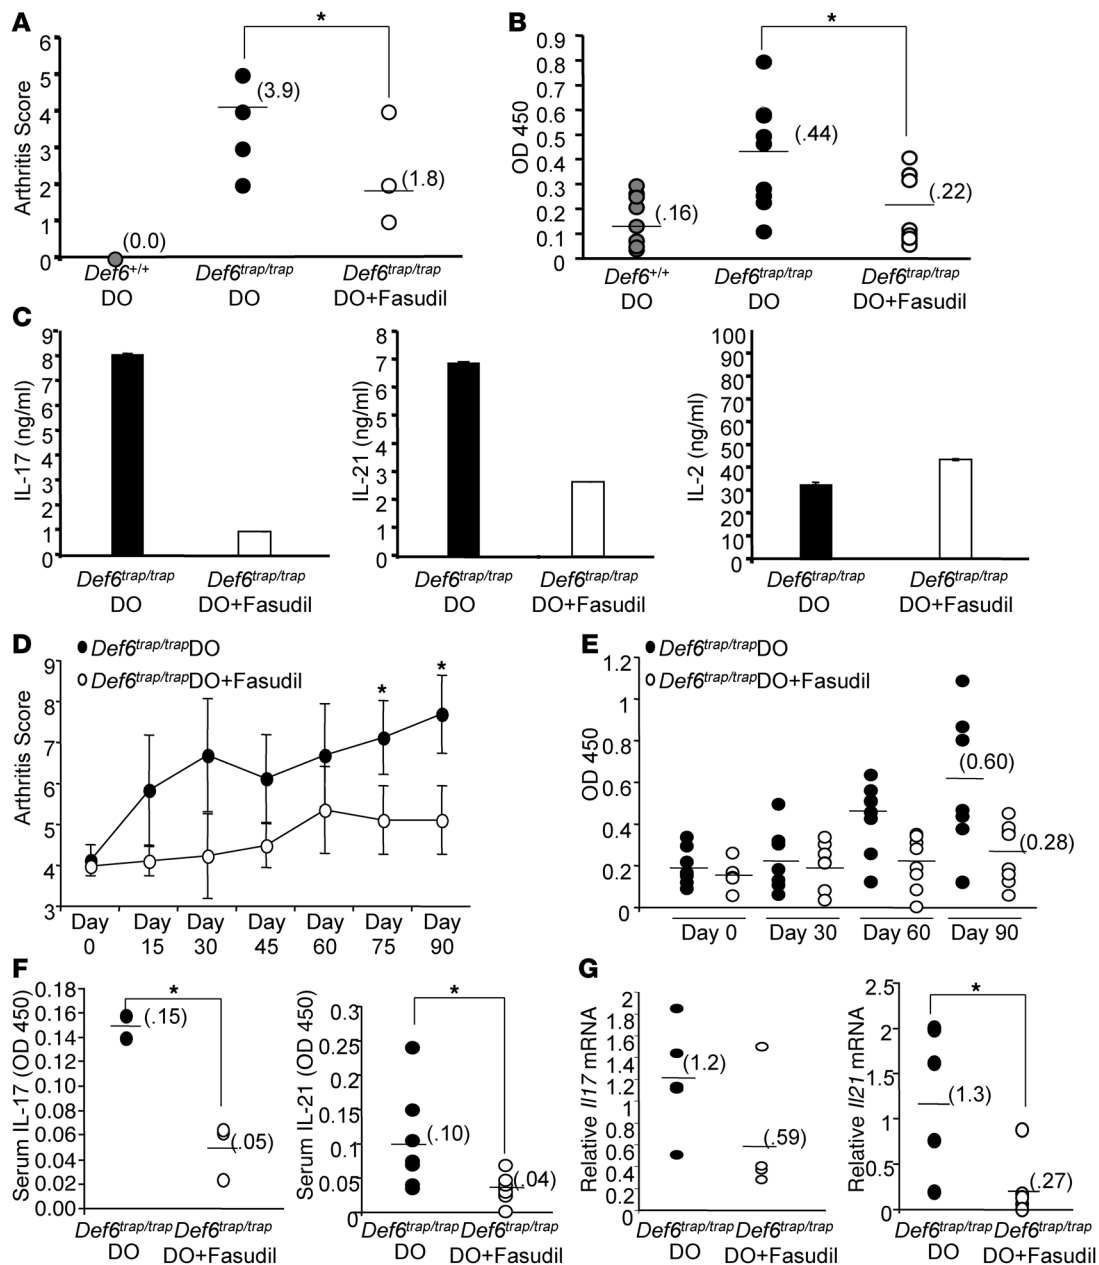 A
Arthritis Score
6
5
4
3
2
1
0
*
(0.0)
(3.9)
(1.8)
Def6+/+
DO
Def6trap/trap
DO
Def6trap/trap
DO+Fasudil
B
OD 450
0.9
0.8
0.7
0.6
0.5
0.4
0.3
0.2
0.1
0
*
(.16)
(.44)
(.22)
Def6+/+
DO
Def6trap/trap
DO
Def6trap/trap
DO+Fasudil
C
IL-17 (ng/ml)
9
8
7
6
5
4
3
2
1
0
Def6trap/trap
DO
Def6trap/trap
DO+Fasudil
IL-21 (ng/ml)
8
7
6
5
4
3
2
1
0
Def6trap/trap
DO
Def6trap/trap
DO+Fasudil
IL-2 (ng/ml)
100
90
80
70
60
50
40
30
20
10
0
Def6trap/trap
DO
Def6trap/trap
DO+Fasudil
D
Def6trap/trapDO
Def6trap/trapDO+Fasudil
Arthritis Score
9
8
7
6
5
4
3
*
*
Day 0
Day 15
Day 30
Day 45
Day 60
Day 75
Day 90
E
Def6trap/trapDO
Def6trap/trapDO+Fasudil
OD 450
1.2
1
0.8
0.6
0.4
0.2
0
(0.60)
(0.28)
Day 0
Day 30
Day 60
Day 90
F
Serum IL-17 (OD 450)
0.18
0.16
0.14
0.12
0.10
0.08
0.06
0.04
0.02
0.00
*
(.15)
(.05)
Def6trap/trap
DO
Def6trap/trap
DO+Fasudil
Serum IL-21 (OD 450)
0.3
0.25
0.2
0.15
0.1
0.05
0
*
(.10)
(.04)
Def6trap/trap
DO
Def6trap/trap
DO+Fasudil
G
Relative Il17 mRNA
2
1.8
1.6
1.4
1.2
1
0.8
0.6
0.4
0.2
0
(1.2)
(.59)
Def6trap/trap
DO
Def6trap/trap
DO+Fasudil
Relative Il21 mRNA
2.5
2
1.5
1
0.5
0
*
(1.3)
(.27)
Def6trap/trap
DO
Def6trap/trap
DO+Fasudil